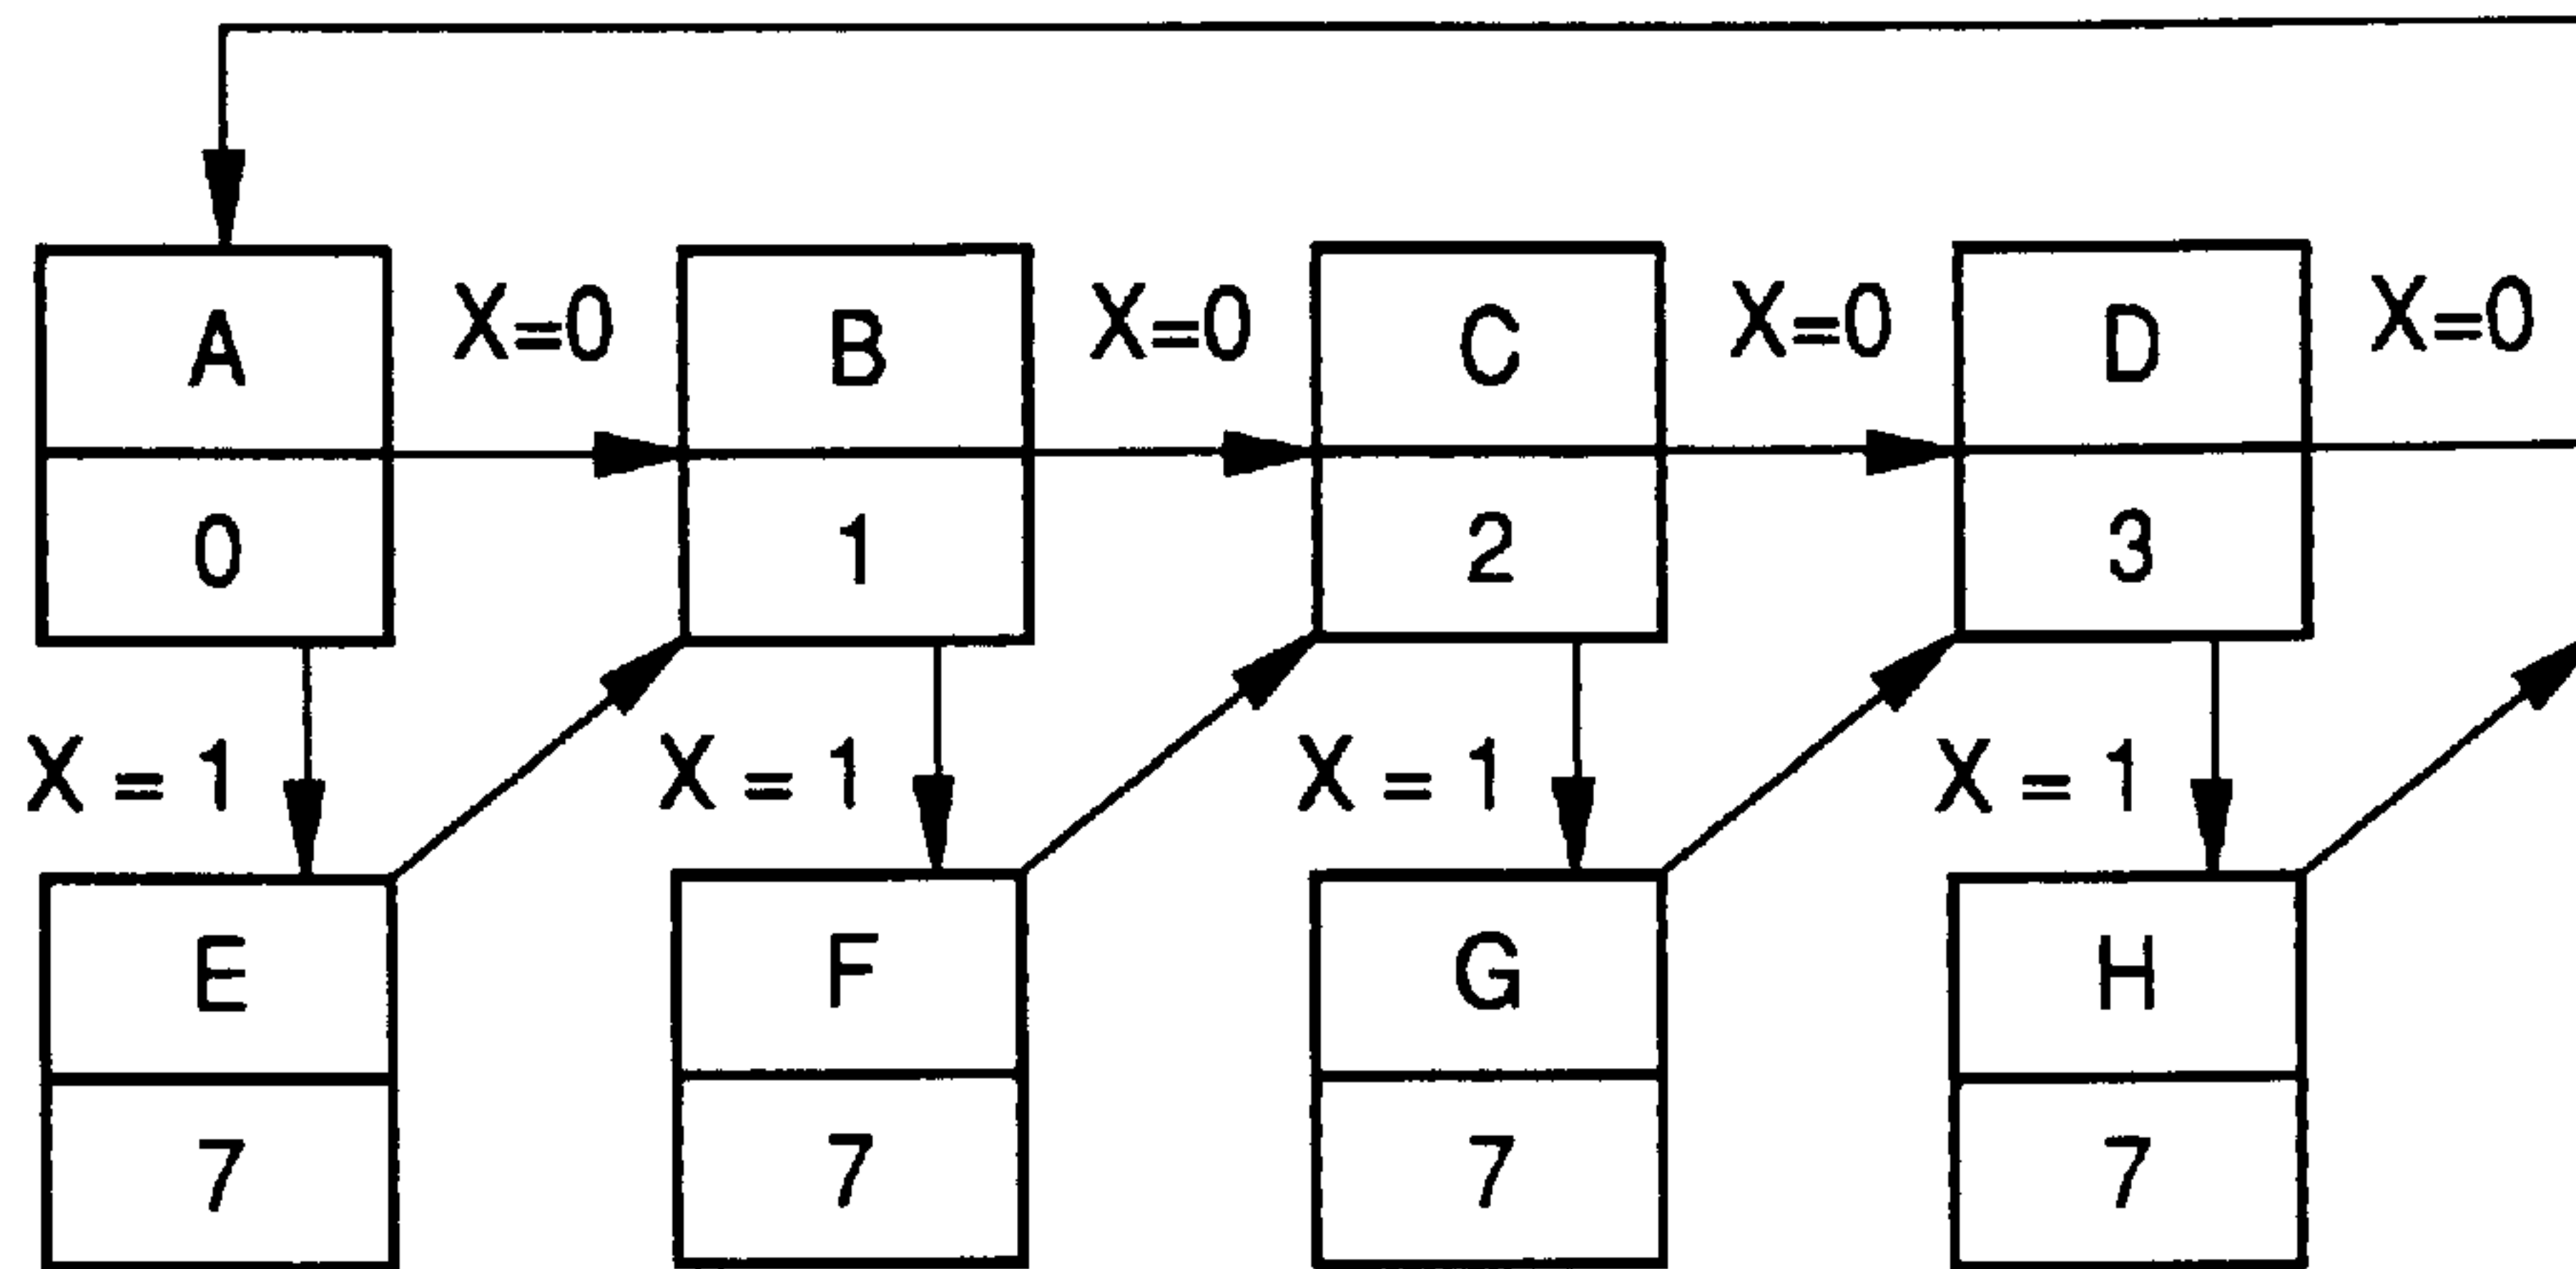 X=0 X=0 X=0 X=0
A B C D
0 1 2 3
X = 1 X = 1 X = 1 X = 1
E F G H
7 7 7 7